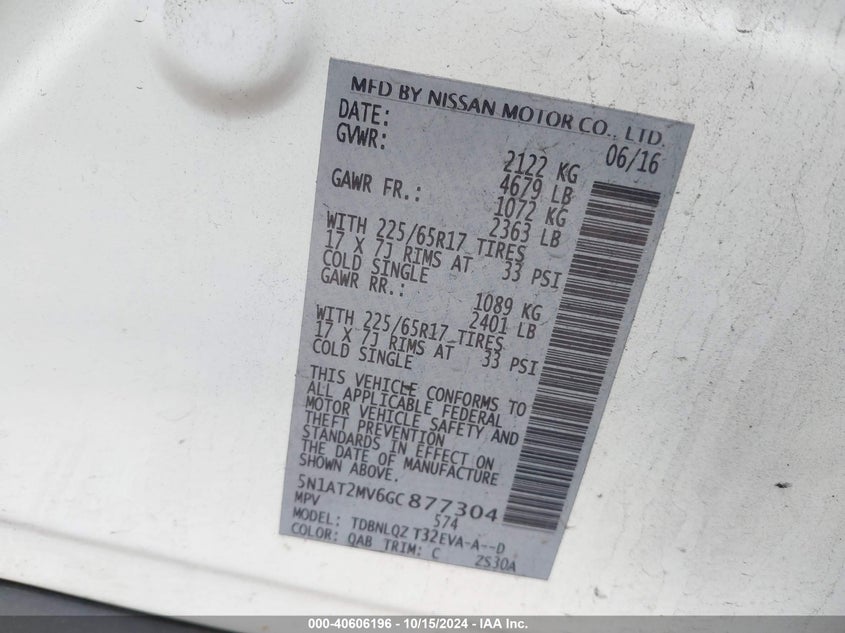 MFD BY NISSAN MOTOR CO., LTD.
DATE: 06/16
GVWR: 2122 KG
4679 LB
GAWR FR.: 1072 KG
2363 LB
WITH 225/65R17 TIRES
17 X 7J RIMS AT 33 PSI
COLD SINGLE
GAWR RR.: 1089 KG
2401 LB
WITH 225/65R17 TIRES
17 X 7J RIMS AT 33 PSI
COLD SINGLE
THIS VEHICLE CONFORMS TO
ALL APPLICABLE FEDERAL
MOTOR VEHICLE SAFETY AND
THEFT PREVENTION
STANDARDS IN EFFECT ON
THE DATE OF MANUFACTURE
SHOWN ABOVE.
5N1AT2MV6GC877304
MPV 574
MODEL: TDBNLQZ T32EVA-A--D
COLOR: QAB TRIM: C ZS30A
000-40606196 - 10/15/2024 - IAA Inc.